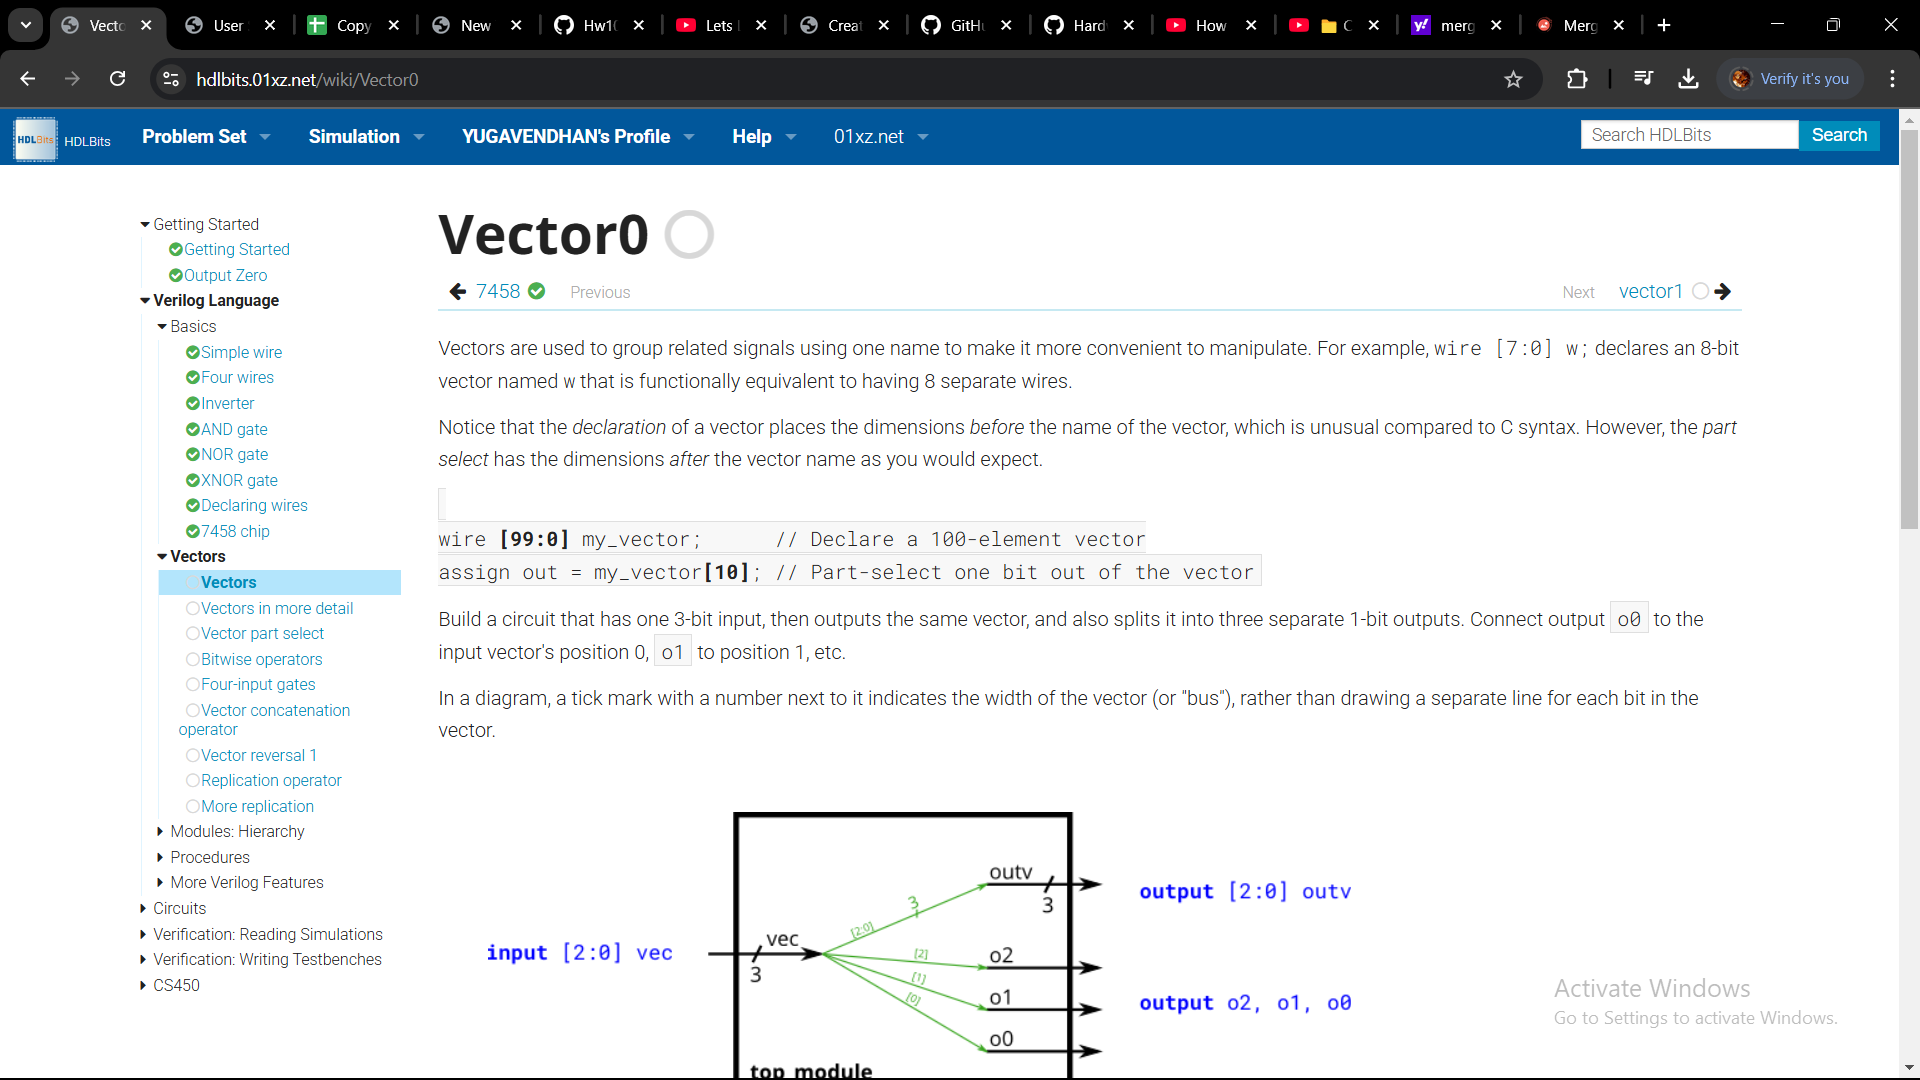 Vecto
User
Copy
New
Hw1
Lets
Creat
GitHu
Hard
How
C
merg
Merg
hdlbits.01xz.net/wiki/Vector0
Verify it's you
HDLBits
HDLBits
Problem Set
Simulation
YUGAVENDHAN's Profile
Help
01xz.net
Search HDLBits
Search
Getting Started
Getting Started
Output Zero
Verilog Language
Basics
Simple wire
Four wires
Inverter
AND gate
NOR gate
XNOR gate
Declaring wires
7458 chip
Vectors
Vectors
Vectors in more detail
Vector part select
Bitwise operators
Four-input gates
Vector concatenation
operator
Vector reversal 1
Replication operator
More replication
Modules: Hierarchy
Procedures
More Verilog Features
Circuits
Verification: Reading Simulations
Verification: Writing Testbenches
CS450
Vector0
7458
Previous
Next
vector1
Vectors are used to group related signals using one name to make it more convenient to manipulate. For example, wire [7:0] w; declares an 8-bit
vector named w that is functionally equivalent to having 8 separate wires.
Notice that the declaration of a vector places the dimensions before the name of the vector, which is unusual compared to C syntax. However, the part
select has the dimensions after the vector name as you would expect.
wire [99:0] my_vector; // Declare a 100-element vector
assign out = my_vector[10]; // Part-select one bit out of the vector
Build a circuit that has one 3-bit input, then outputs the same vector, and also splits it into three separate 1-bit outputs. Connect output o0 to the
input vector's position 0, o1 to position 1, etc.
In a diagram, a tick mark with a number next to it indicates the width of the vector (or "bus"), rather than drawing a separate line for each bit in the
vector.
outv
3
3
[2:0]
output [2:0] outv
input [2:0] vec
vec
3
[2]
[1]
[0]
o2
o1
o0
output o2, o1, o0
top_module
Activate Windows
Go to Settings to activate Windows.